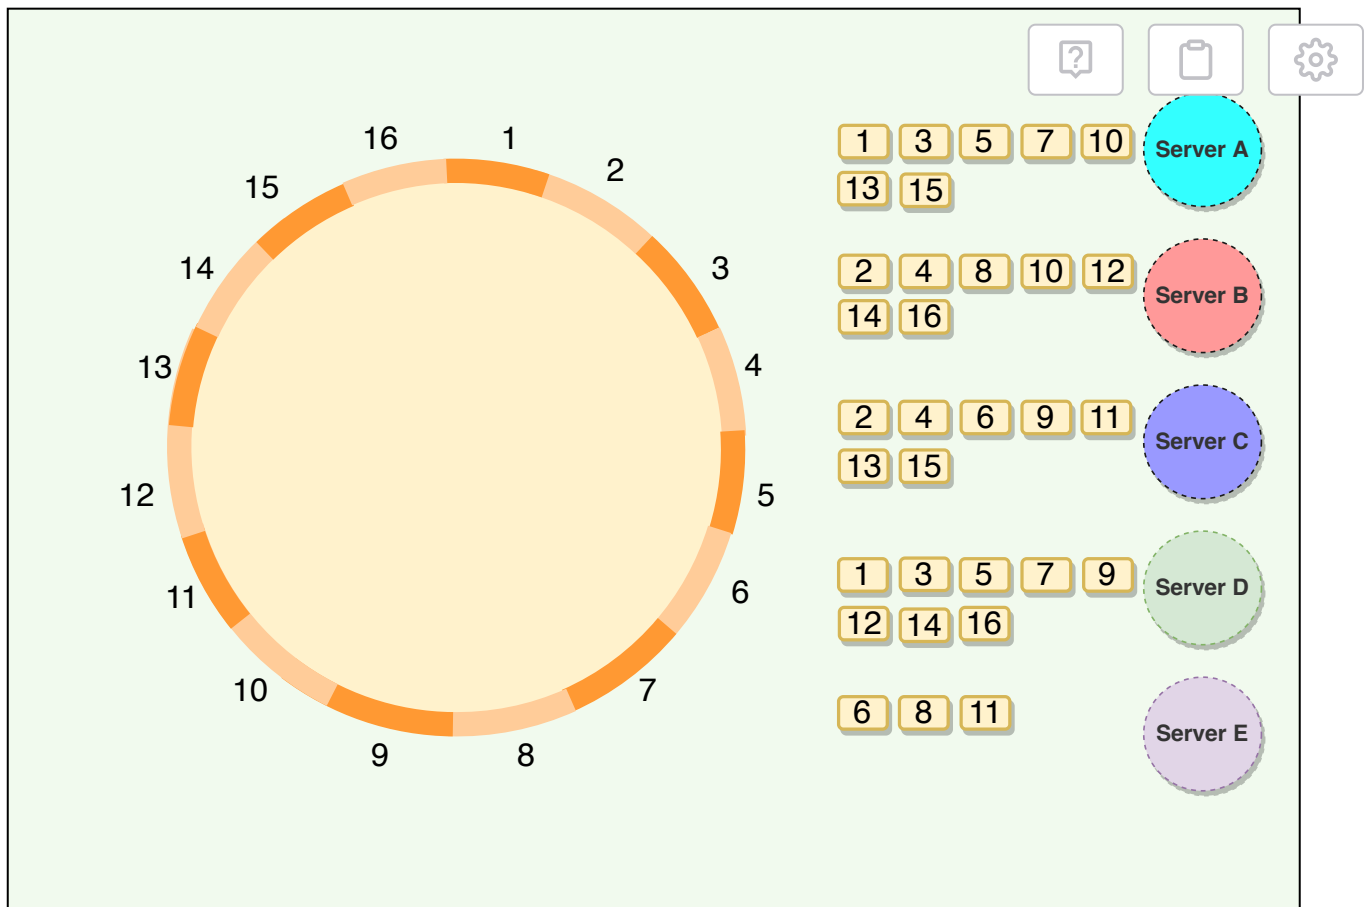 16 1
15 2
14 3
13 4
12 5
11 6
10 7
9 8
?
1 3 5 7 10 Server A
13 15
2 4 8 10 12 Server B
14 16
2 4 6 9 11 Server C
13 15
1 3 5 7 9 Server D
12 14 16
6 8 11 Server E